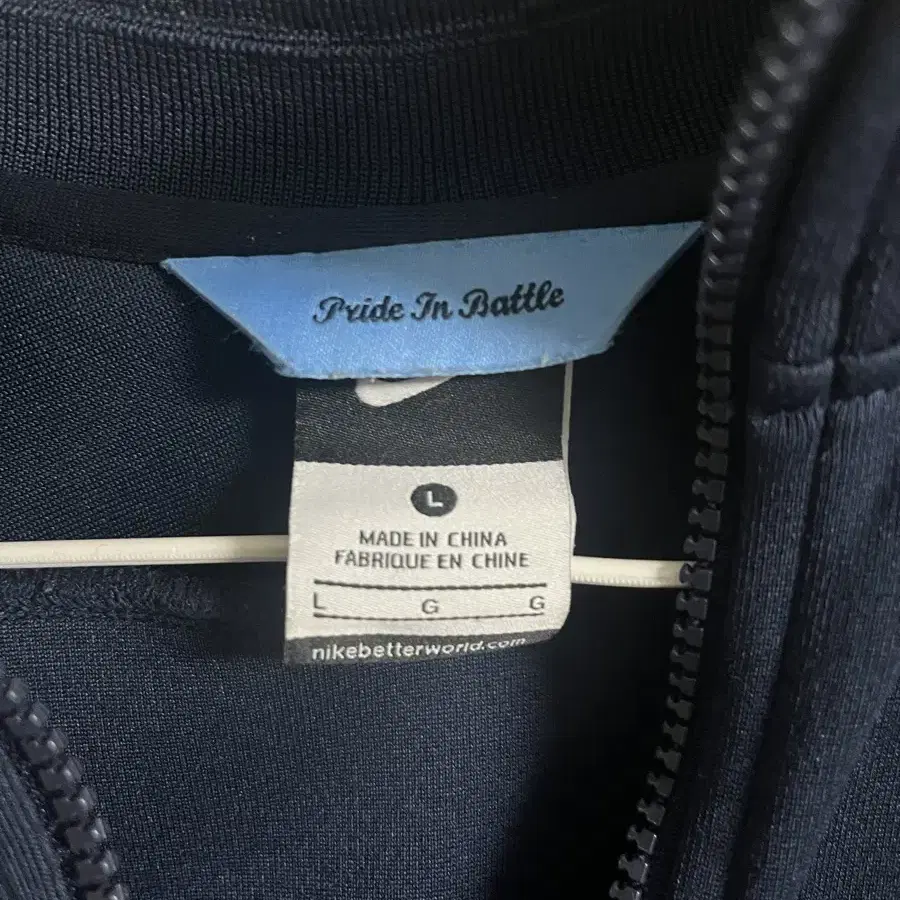 Pride In Battle
L
MADE IN CHINA
FABRIQUE EN CHINE
L G G
nikebetterworld.com